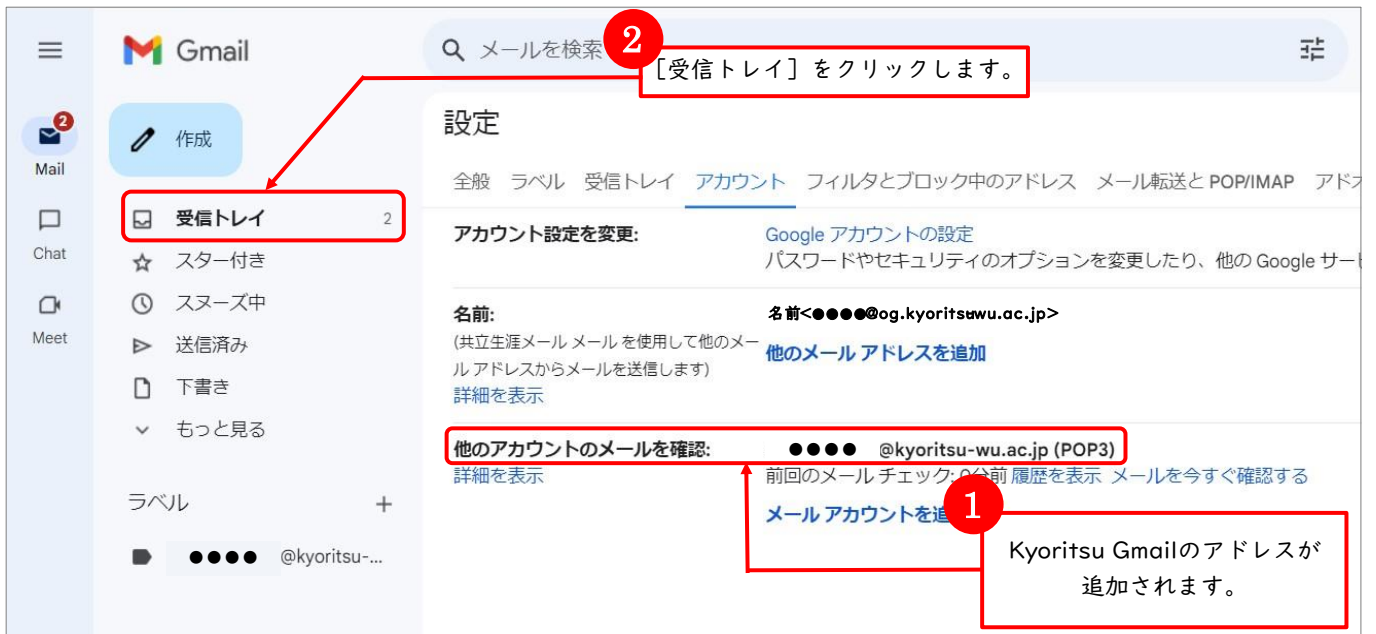 Gmail
メールを検索
2
[受信トレイ] をクリックします。
2
Mail
Chat
Meet
作成
受信トレイ 2
スター付き
スヌーズ中
送信済み
下書き
もっと見る
ラベル +
●●●● @kyoritsu-...
設定
全般 ラベル 受信トレイ アカウント フィルタとブロック中のアドレス メール転送と POP/IMAP アドオ
アカウント設定を変更: Google アカウントの設定
パスワードやセキュリティのオプションを変更したり、他の Google サー
名前: 名前<●●●●@og.kyoritsuwu.ac.jp>
(共立生涯メール メール を使用して他のメー
ル アドレスからメールを送信します)
他のメール アドレスを追加
詳細を表示
他のアカウントのメールを確認: ●●●● @kyoritsu-wu.ac.jp (POP3)
詳細を表示 前回のメール チェック: 0分前 履歴を表示 メールを今すぐ確認する
メール アカウントを追
1
Kyoritsu Gmailのアドレスが
追加されます。